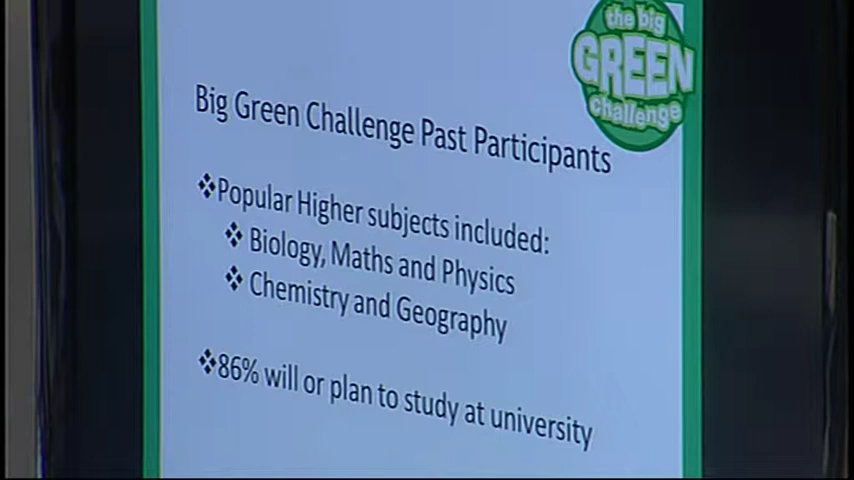 the big
GREEN
challenge
Big Green Challenge Past Participants
❖Popular Higher subjects included:
❖ Biology, Maths and Physics
❖ Chemistry and Geography
❖86% will or plan to study at university